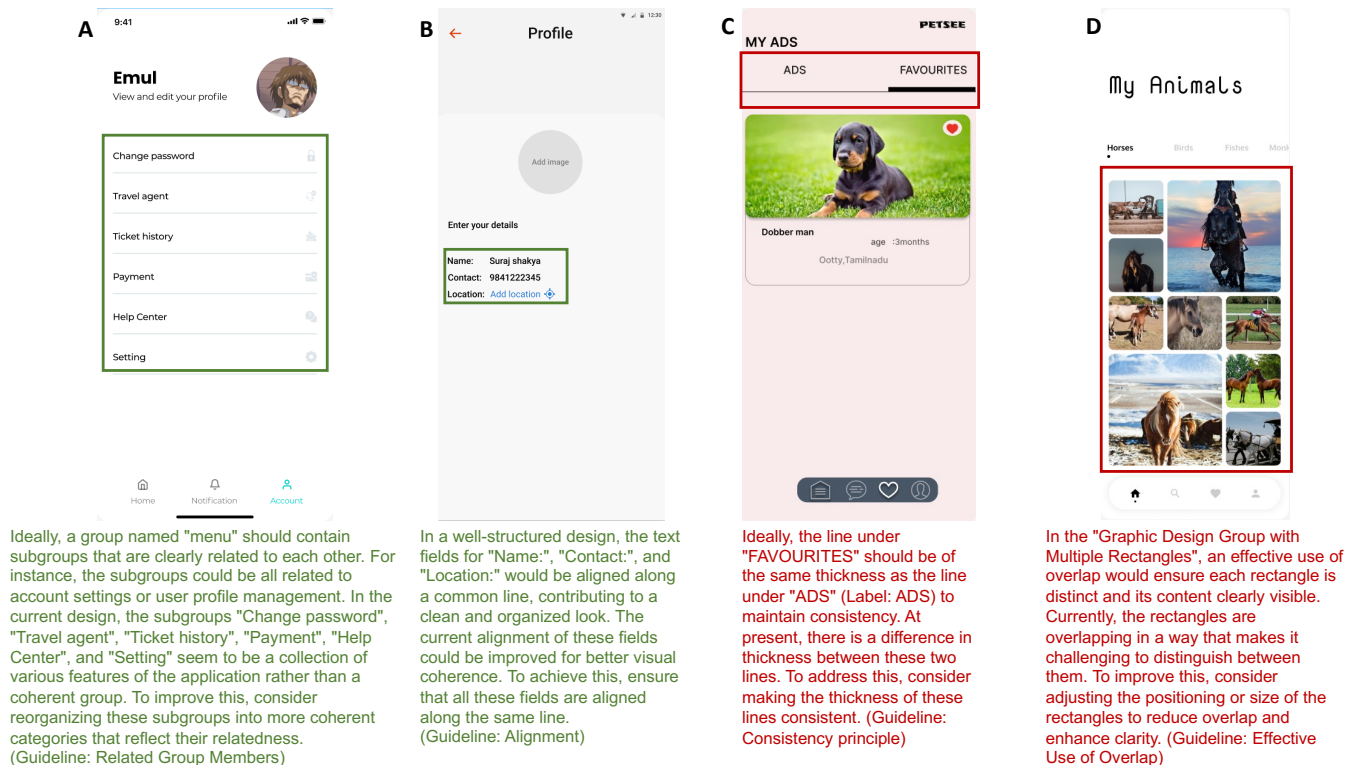 A
9:41
Emul
View and edit your profile
Change password
Travel agent
Ticket history
Payment
Help Center
Setting
Home
Notification
Account
Ideally, a group named "menu" should contain
subgroups that are clearly related to each other. For
instance, the subgroups could be all related to
account settings or user profile management. In the
current design, the subgroups "Change password",
"Travel agent", "Ticket history", "Payment", "Help
Center", and "Setting" seem to be a collection of
various features of the application rather than a
coherent group. To improve this, consider
reorganizing these subgroups into more coherent
categories that reflect their relatedness.
(Guideline: Related Group Members)
B
12:30
Profile
Add image
Enter your details
Name: Suraj shakya
Contact: 9841222345
Location: Add location
In a well-structured design, the text
fields for "Name:", "Contact:", and
"Location:" would be aligned along
a common line, contributing to a
clean and organized look. The
current alignment of these fields
could be improved for better visual
coherence. To achieve this, ensure
that all these fields are aligned
along the same line.
(Guideline: Alignment)
C
PETSEE
MY ADS
ADS FAVOURITES
Dobber man
age :3months
Ootty,Tamilnadu
Ideally, the line under
"FAVOURITES" should be of
the same thickness as the line
under "ADS" (Label: ADS) to
maintain consistency. At
present, there is a difference in
thickness between these two
lines. To address this, consider
making the thickness of these
lines consistent. (Guideline:
Consistency principle)
D
My Animals
Horses Birds Fishes Monk
In the "Graphic Design Group with
Multiple Rectangles", an effective use of
overlap would ensure each rectangle is
distinct and its content clearly visible.
Currently, the rectangles are
overlapping in a way that makes it
challenging to distinguish between
them. To improve this, consider
adjusting the positioning or size of the
rectangles to reduce overlap and
enhance clarity. (Guideline: Effective
Use of Overlap)